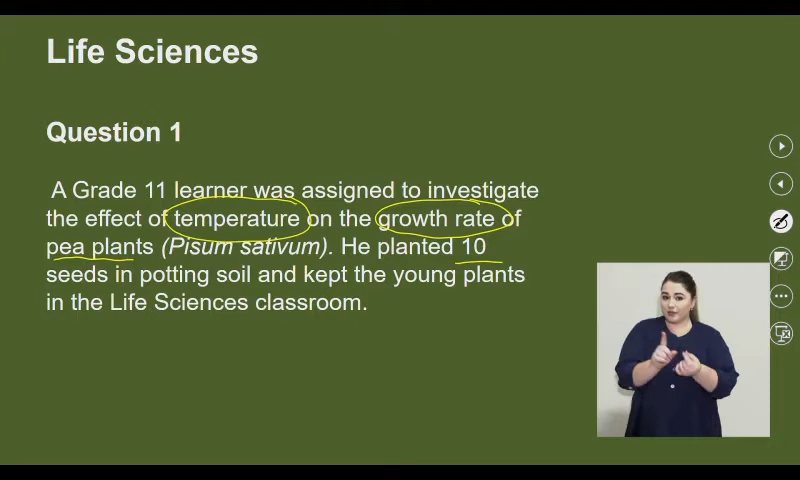 Life Sciences
Question 1
A Grade 11 learner was assigned to investigate
the effect of temperature on the growth rate of
pea plants (Pisum sativum). He planted 10
seeds in potting soil and kept the young plants
in the Life Sciences classroom.